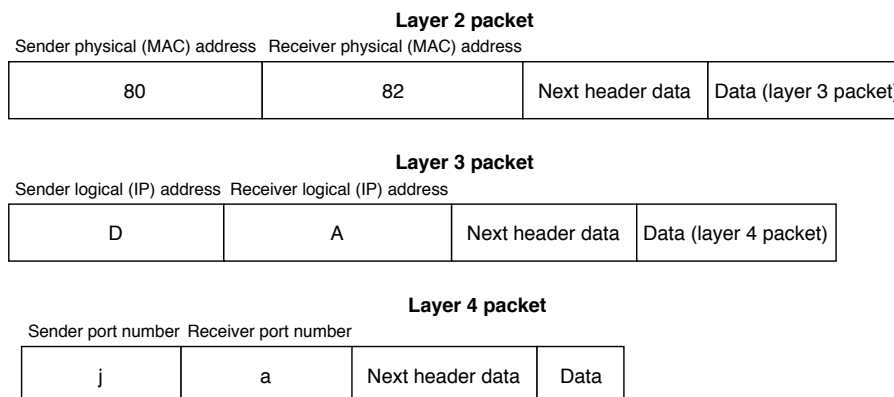 Layer 2 packet
Sender physical (MAC) address Receiver physical (MAC) address
80 82 Next header data Data (layer 3 packet)
Layer 3 packet
Sender logical (IP) address Receiver logical (IP) address
D A Next header data Data (layer 4 packet)
Layer 4 packet
Sender port number Receiver port number
j a Next header data Data